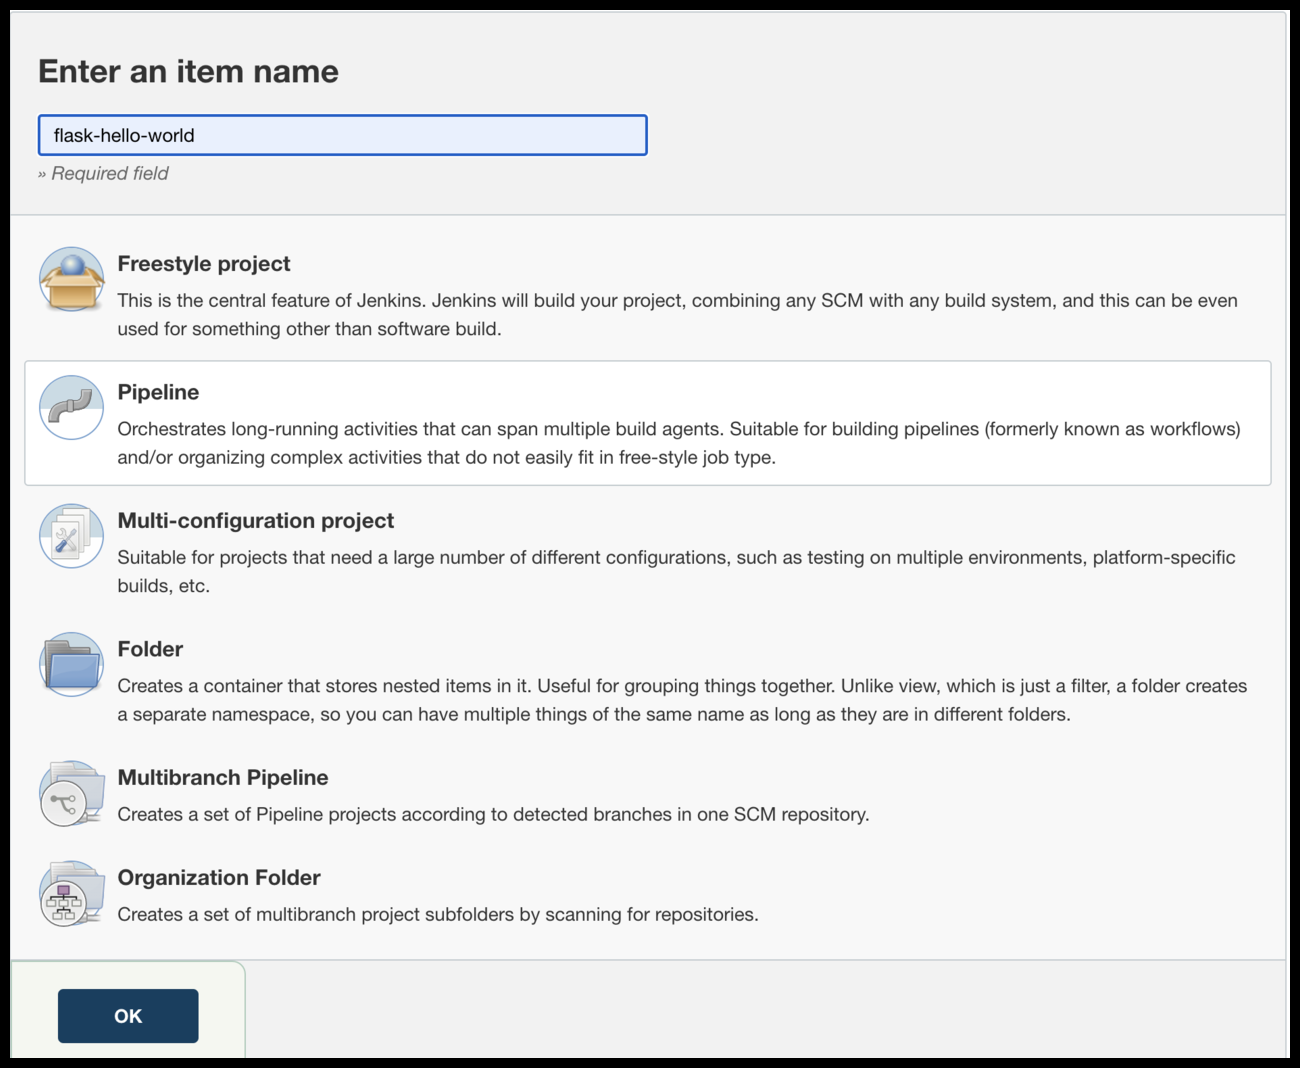 Enter an item name
flask-hello-world
» Required field
Freestyle project
This is the central feature of Jenkins. Jenkins will build your project, combining any SCM with any build system, and this can be even
used for something other than software build.
Pipeline
Orchestrates long-running activities that can span multiple build agents. Suitable for building pipelines (formerly known as workflows)
and/or organizing complex activities that do not easily fit in free-style job type.
Multi-configuration project
Suitable for projects that need a large number of different configurations, such as testing on multiple environments, platform-specific
builds, etc.
Folder
Creates a container that stores nested items in it. Useful for grouping things together. Unlike view, which is just a filter, a folder creates
a separate namespace, so you can have multiple things of the same name as long as they are in different folders.
Multibranch Pipeline
Creates a set of Pipeline projects according to detected branches in one SCM repository.
Organization Folder
Creates a set of multibranch project subfolders by scanning for repositories.
OK